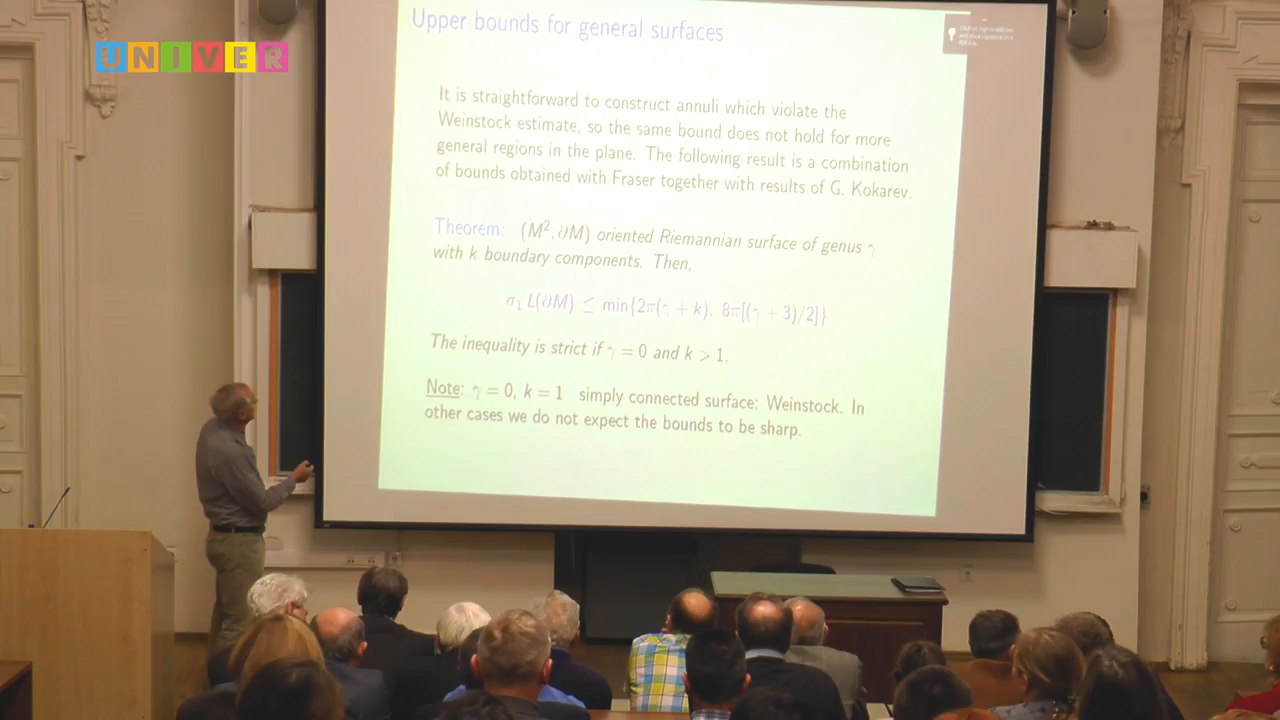 UNIVER
Upper bounds for general surfaces
It is straightforward to construct annuli which violate the
Weinstock estimate, so the same bound does not hold for more
general regions in the plane. The following result is a combination
of bounds obtained with Fraser together with results of G. Kokarev.
Theorem: (M², ∂M) oriented Riemannian surface of genus γ
with k boundary components. Then,
σ₁L(∂M) ≤ min{2π(γ + k), 8π[(γ + 3)/2]}
The inequality is strict if γ = 0 and k > 1.
Note: γ = 0, k = 1 simply connected surface: Weinstock. In
other cases we do not expect the bounds to be sharp.